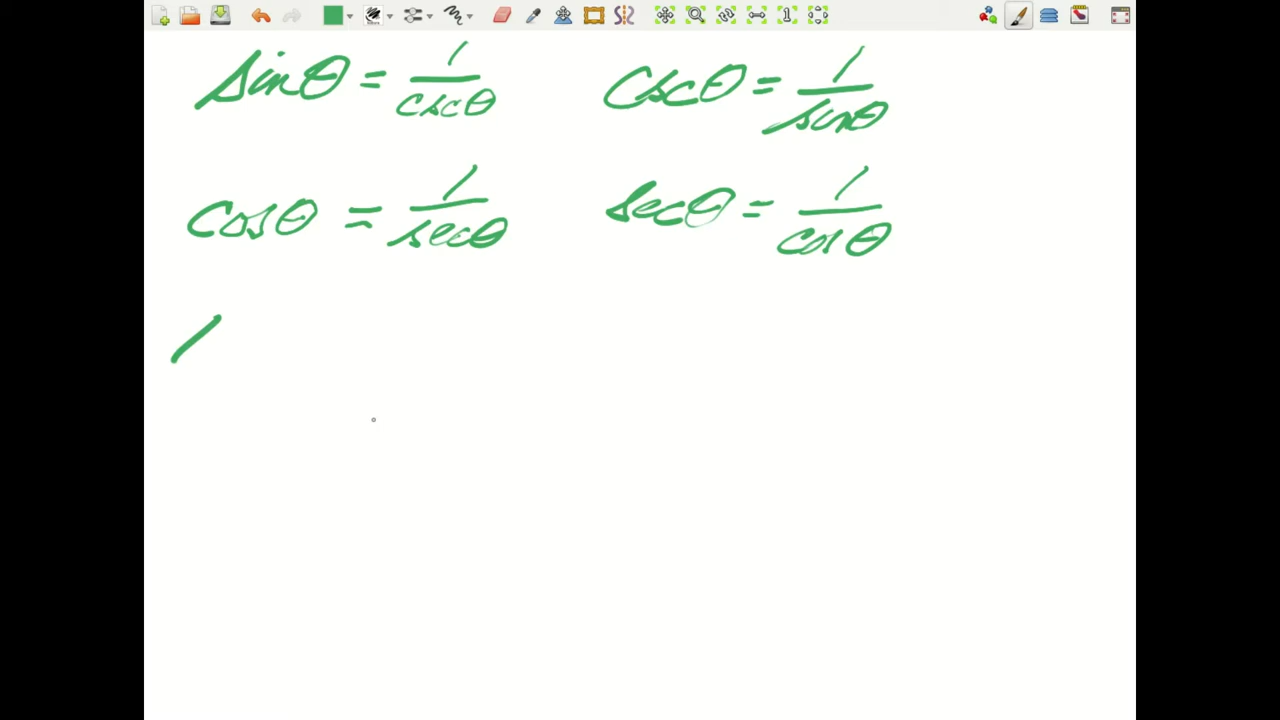 sinθ = 1/cscθ cscθ = 1/sinθ
cosθ = 1/secθ secθ = 1/cosθ